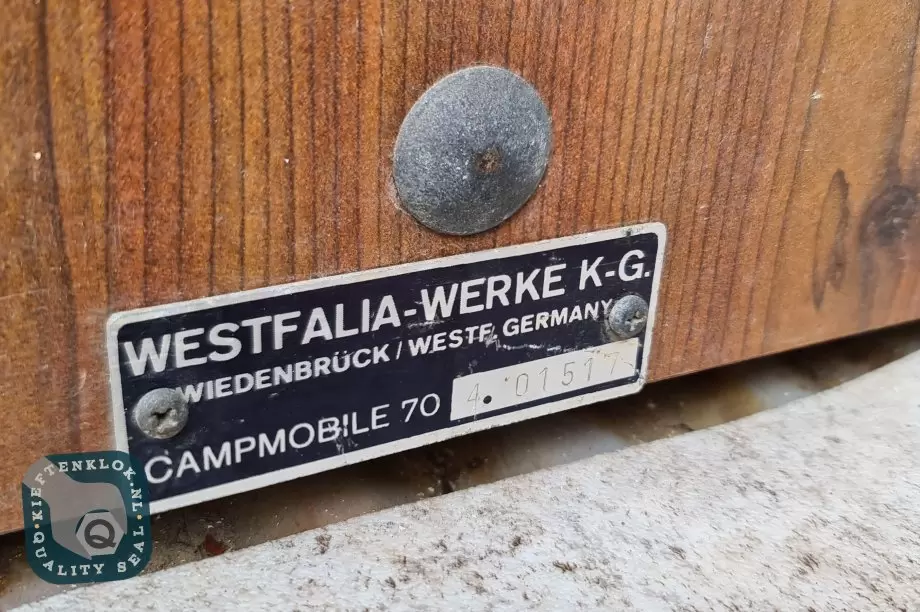 WESTFALIA-WERKE K-G.
WIEDENBRÜCK/WESTF. GERMANY
CAMPMOBILE 70 4. 01517
KIEFTENKLOK.NL
QUALITY SEAL
Q